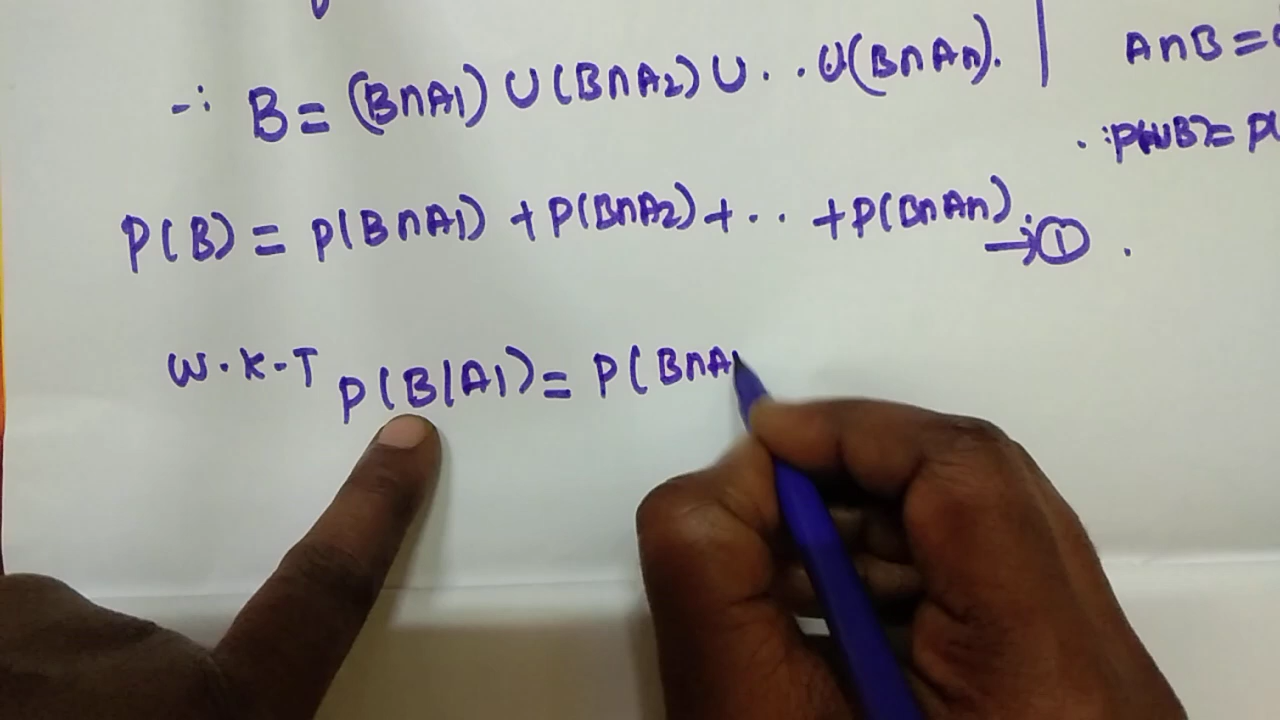 ∴ B = (B∩A1) ∪ (B∩A2) ∪ . . ∪ (B∩An).
A∩B =
P(B) = P(B∩A1) + P(B∩A2) + . . + P(B∩An). → ①
∴ P(A∪B) = P(
W.K.T P(B|A1) = P(B∩A